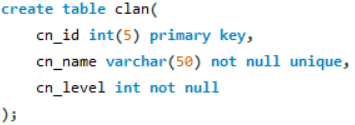 create table clan(
cn_id int(5) primary key,
cn_name varchar(50) not null unique,
cn_level int not null
);